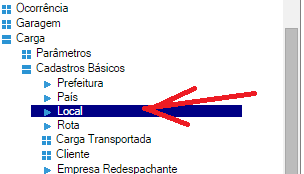 Ocorrência
Garagem
Carga
Parâmetros
Cadastros Básicos
Prefeitura
País
Local
Rota
Carga Transportada
Cliente
Empresa Redespachante